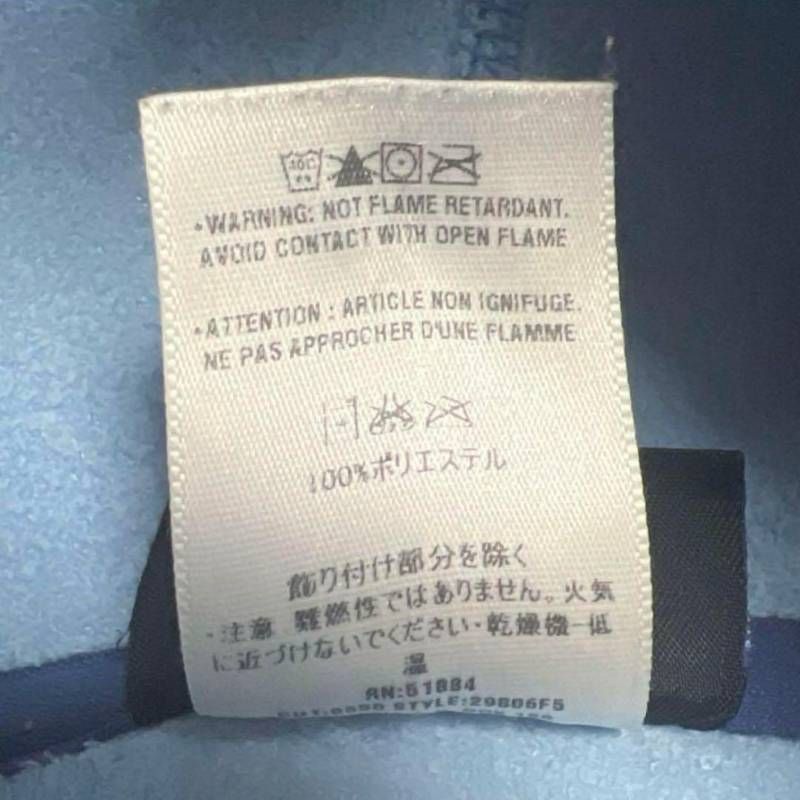 40C
•WARNING: NOT FLAME RETARDANT.
AVOID CONTACT WITH OPEN FLAME
•ATTENTION : ARTICLE NON IGNIFUGE.
NE PAS APPROCHER D'UNE FLAMME
100%ポリエステル
飾り付け部分を除く
・注意 難燃性ではありません。火気
に近づけないでください・乾燥機−低
温
RN:51884
STYLE:29806F5